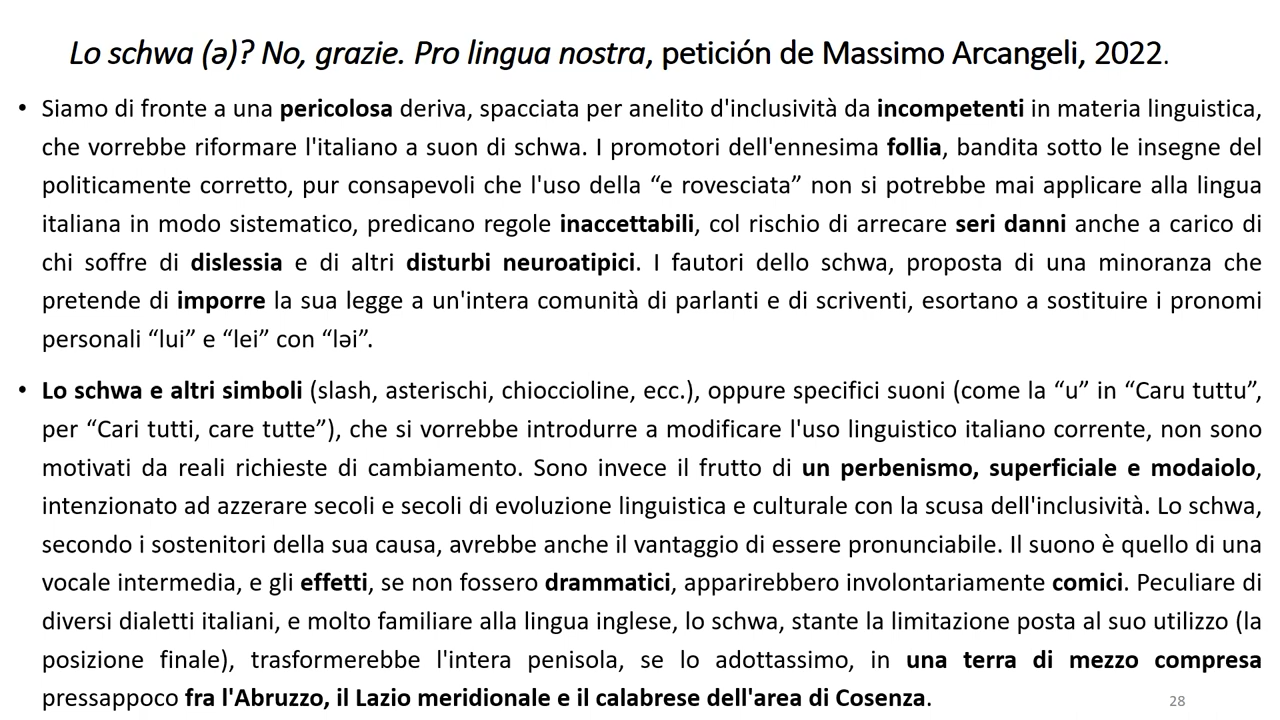 Lo schwa (ə)? No, grazie. Pro lingua nostra, petición de Massimo Arcangeli, 2022.
• Siamo di fronte a una pericolosa deriva, spacciata per anelito d'inclusività da incompetenti in materia linguistica,
che vorrebbe riformare l'italiano a suon di schwa. I promotori dell'ennesima follia, bandita sotto le insegne del
politicamente corretto, pur consapevoli che l'uso della “e rovesciata” non si potrebbe mai applicare alla lingua
italiana in modo sistematico, predicano regole inaccettabili, col rischio di arrecare seri danni anche a carico di
chi soffre di dislessia e di altri disturbi neuroatipici. I fautori dello schwa, proposta di una minoranza che
pretende di imporre la sua legge a un'intera comunità di parlanti e di scriventi, esortano a sostituire i pronomi
personali “lui” e “lei” con “ləi”.
• Lo schwa e altri simboli (slash, asterischi, chioccioline, ecc.), oppure specifici suoni (come la “u” in “Caru tuttu”,
per “Cari tutti, care tutte”), che si vorrebbe introdurre a modificare l'uso linguistico italiano corrente, non sono
motivati da reali richieste di cambiamento. Sono invece il frutto di un perbenismo, superficiale e modaiolo,
intenzionato ad azzerare secoli e secoli di evoluzione linguistica e culturale con la scusa dell'inclusività. Lo schwa,
secondo i sostenitori della sua causa, avrebbe anche il vantaggio di essere pronunciabile. Il suono è quello di una
vocale intermedia, e gli effetti, se non fossero drammatici, apparirebbero involontariamente comici. Peculiare di
diversi dialetti italiani, e molto familiare alla lingua inglese, lo schwa, stante la limitazione posta al suo utilizzo (la
posizione finale), trasformerebbe l'intera penisola, se lo adottassimo, in una terra di mezzo compresa
pressappoco fra l'Abruzzo, il Lazio meridionale e il calabrese dell'area di Cosenza.
28